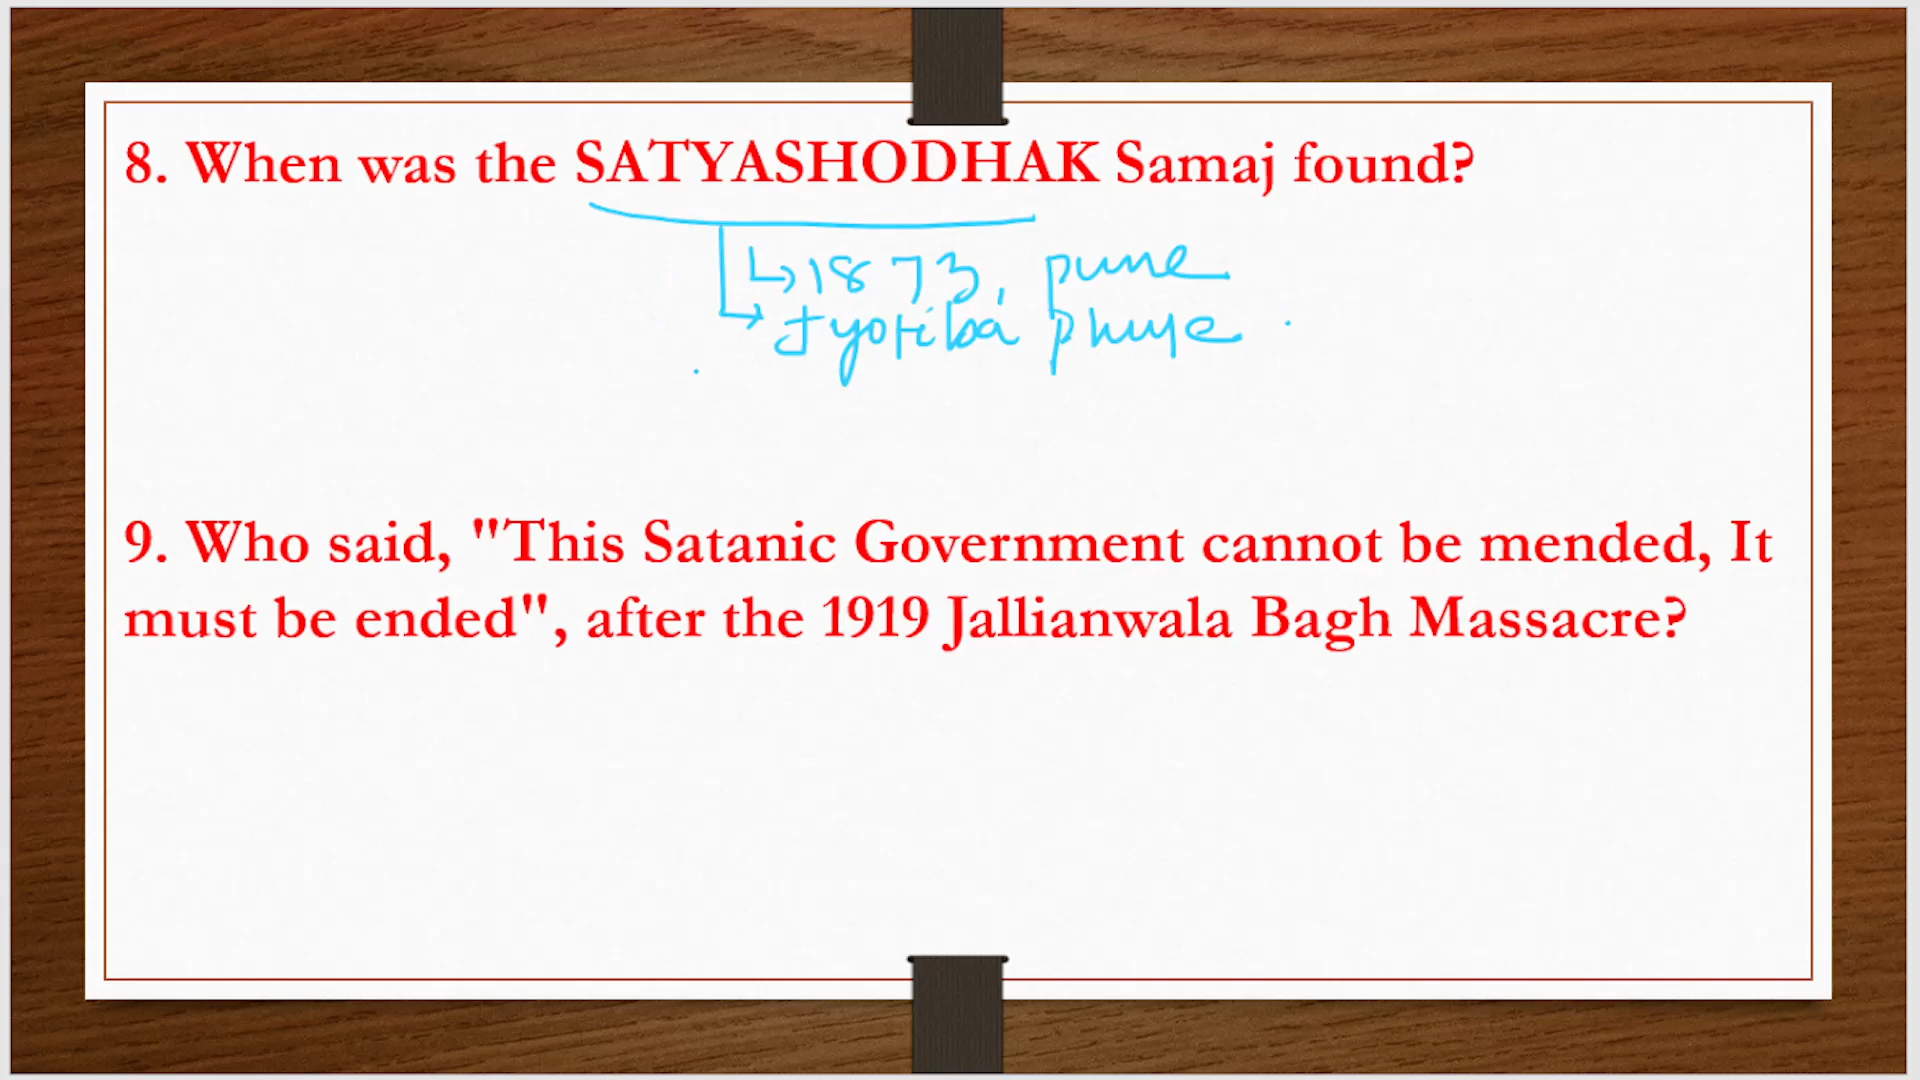 8. When was the SATYASHODHAK Samaj found?
1873, pune
Jyotiba phule
9. Who said, "This Satanic Government cannot be mended, It
must be ended", after the 1919 Jallianwala Bagh Massacre?